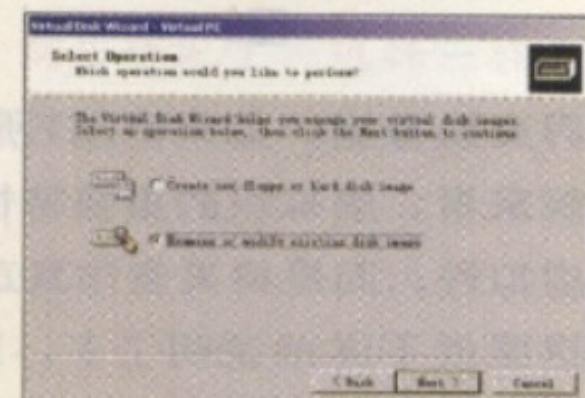 Virtual Disk Wizard - Virtual PC
Select Operation
Which operation would you like to perform?
The Virtual Disk Wizard helps you manage your virtual disk images.
Select an operation below, then click the Next button to continue.
Create new floppy or hard disk image
Examine or modify existing disk image
< Back
Next >
Cancel